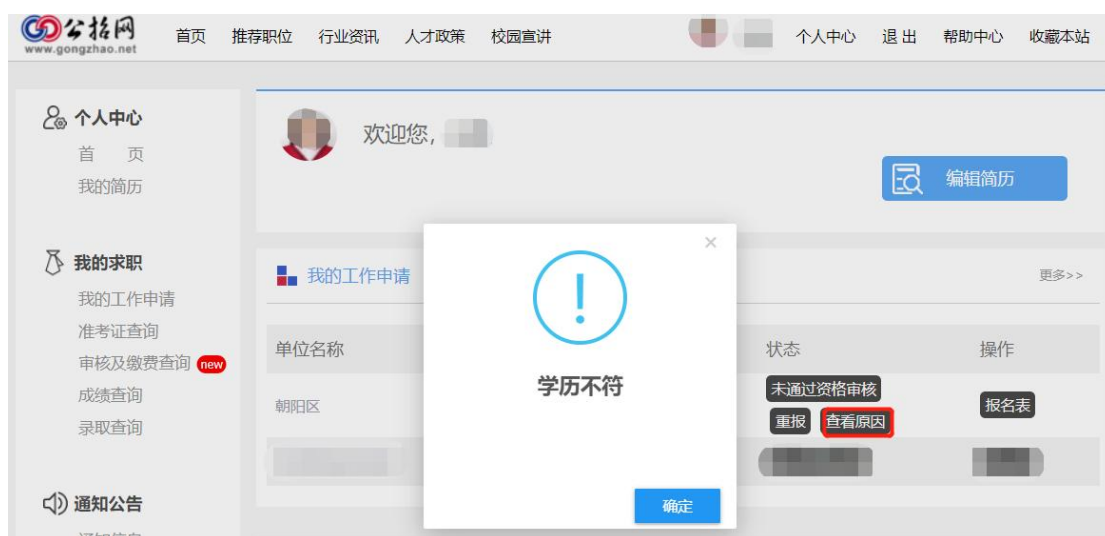 公招网
www.gongzhao.net
首页 推荐职位 行业资讯 人才政策 校园宣讲 个人中心 退出 帮助中心 收藏本站
个人中心
首 页
我的简历
欢迎您,
编辑简历
我的求职
我的工作申请
准考证查询
审核及缴费查询 new
成绩查询
录取查询
我的工作申请 更多>>
单位名称 状态 操作
朝阳区 未通过资格审核 重报 查看原因 报名表
×
学历不符
确定
通知公告